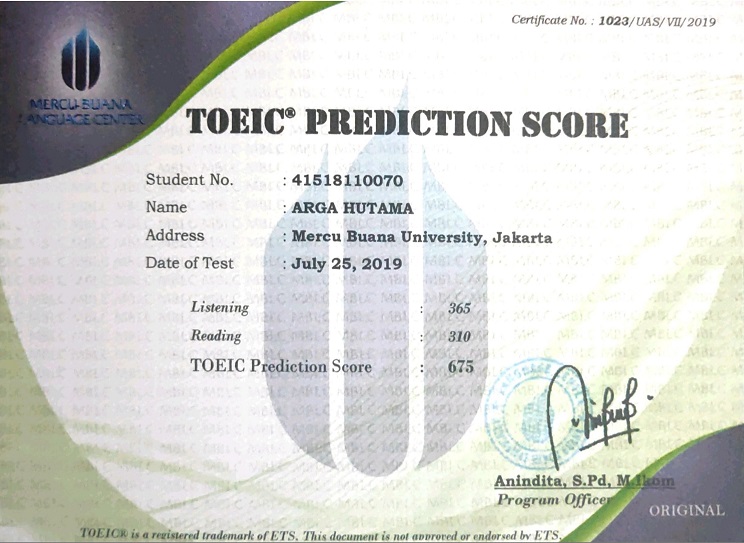 Certificate No. : 1023/UAS/VII/2019
MERCU BUANA
LANGUAGE CENTER
TOEIC® PREDICTION SCORE
Student No. : 41518110070
Name : ARGA HUTAMA
Address : Mercu Buana University, Jakarta
Date of Test : July 25, 2019
Listening : 365
Reading : 310
TOEIC Prediction Score : 675
Anindita, S.Pd, M.Ikom
Program Officer
ORIGINAL
TOEIC® is a registered trademark of ETS. This document is not approved or endorsed by ETS.